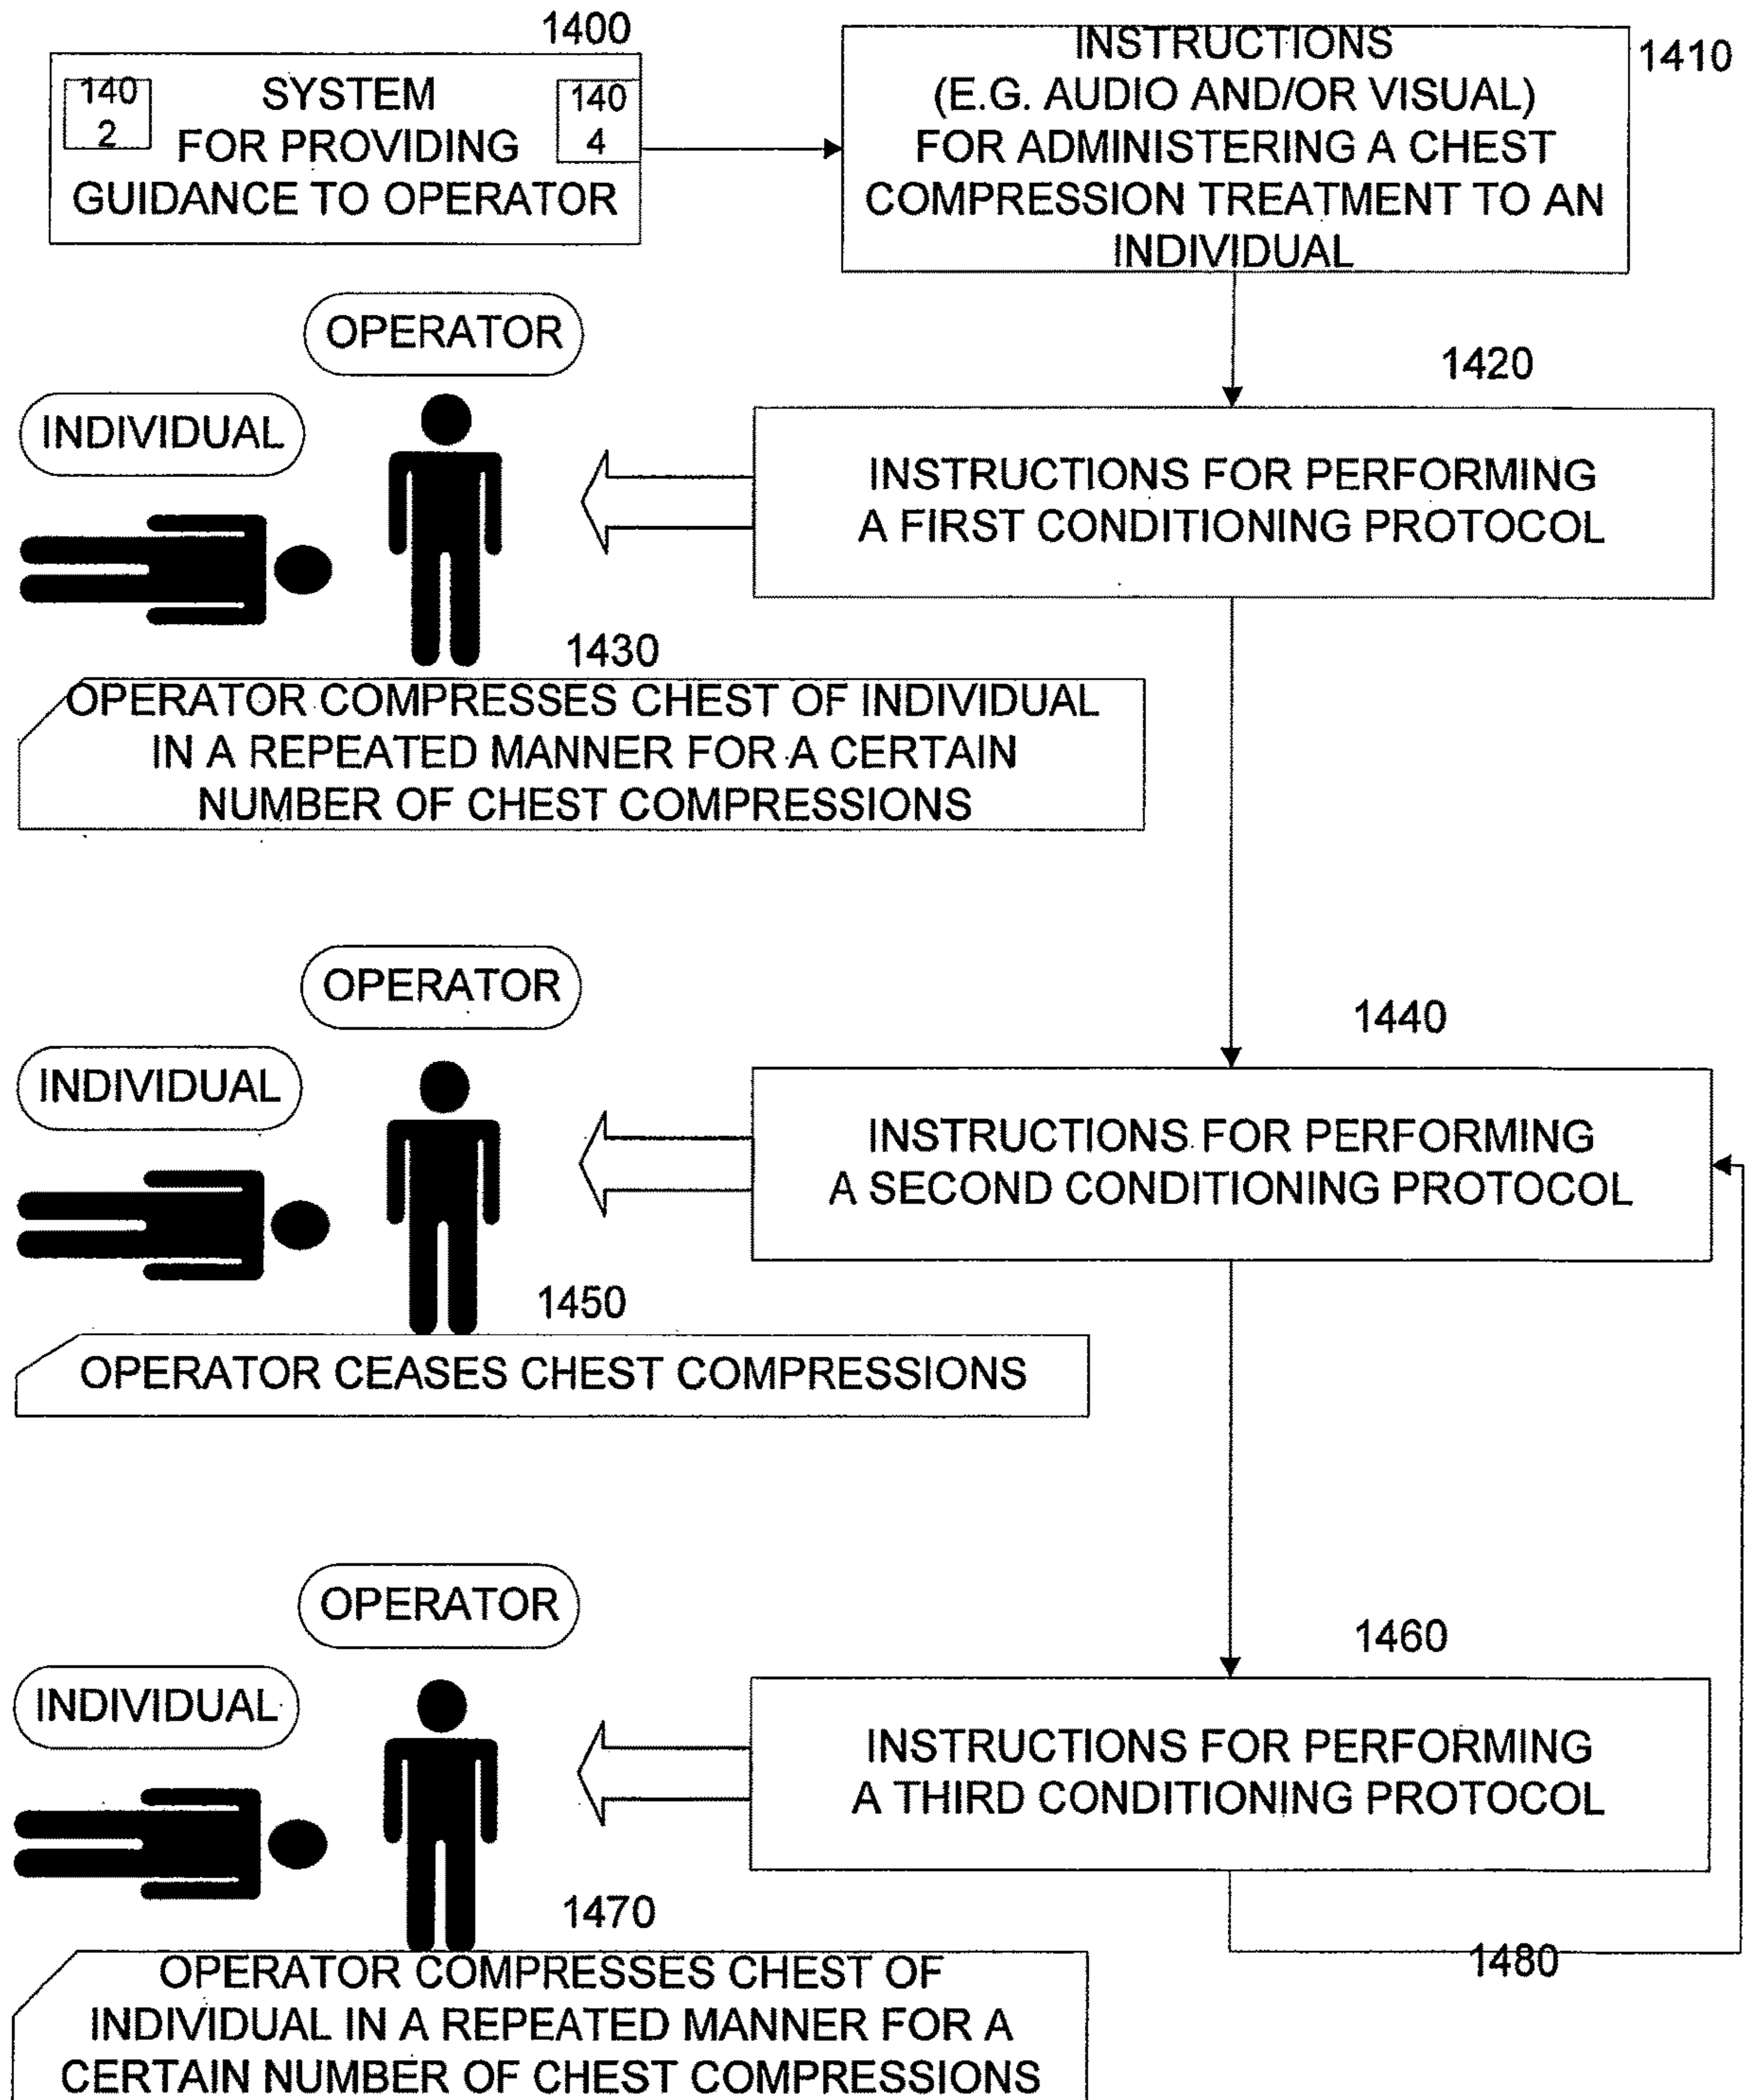 1400
140
2
SYSTEM
FOR PROVIDING
GUIDANCE TO OPERATOR
140
4
INSTRUCTIONS
(E.G. AUDIO AND/OR VISUAL)
FOR ADMINISTERING A CHEST
COMPRESSION TREATMENT TO AN
INDIVIDUAL
1410
OPERATOR
INDIVIDUAL
1420
INSTRUCTIONS FOR PERFORMING
A FIRST CONDITIONING PROTOCOL
1430
OPERATOR COMPRESSES CHEST OF INDIVIDUAL
IN A REPEATED MANNER FOR A CERTAIN
NUMBER OF CHEST COMPRESSIONS
OPERATOR
INDIVIDUAL
1440
INSTRUCTIONS FOR PERFORMING
A SECOND CONDITIONING PROTOCOL
1450
OPERATOR CEASES CHEST COMPRESSIONS
OPERATOR
INDIVIDUAL
1460
INSTRUCTIONS FOR PERFORMING
A THIRD CONDITIONING PROTOCOL
1470
1480
OPERATOR COMPRESSES CHEST OF
INDIVIDUAL IN A REPEATED MANNER FOR A
CERTAIN NUMBER OF CHEST COMPRESSIONS